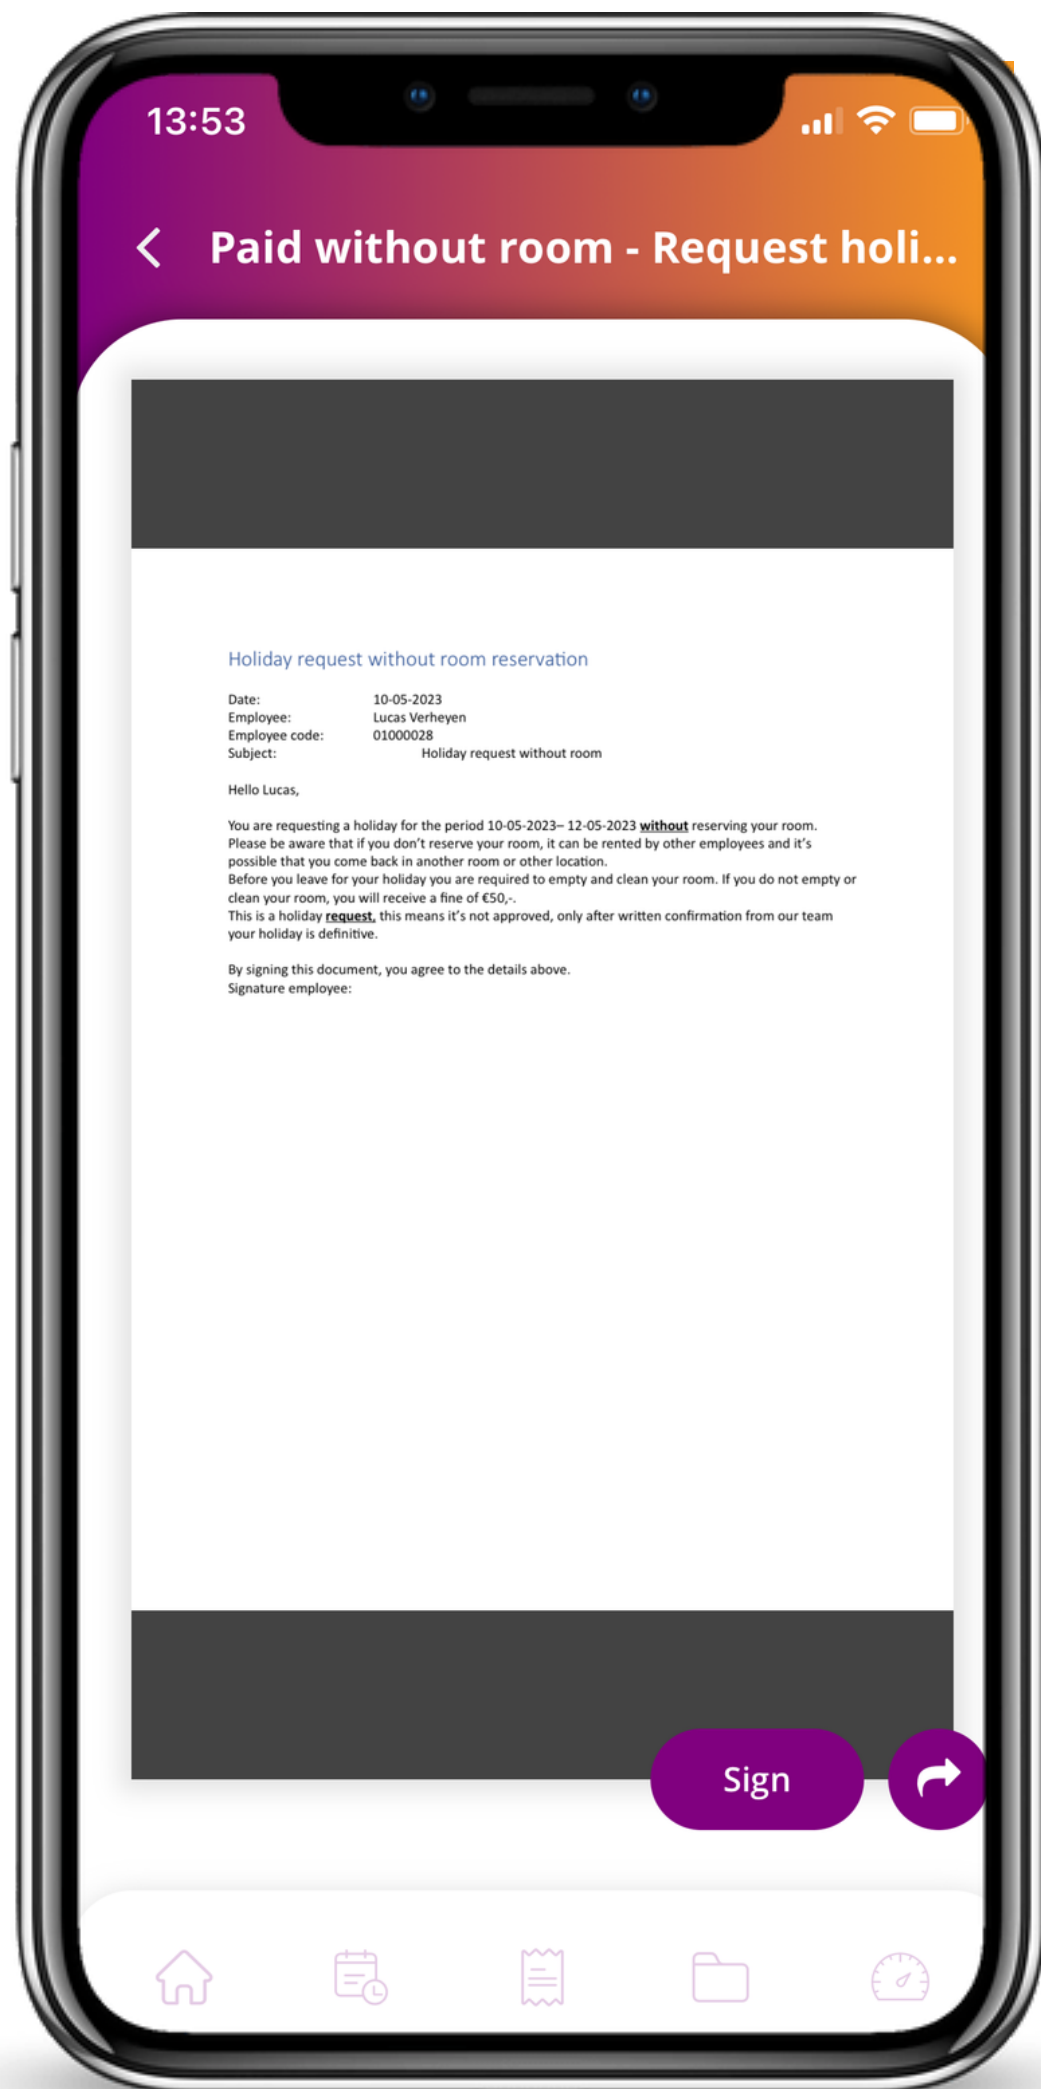 13:53
Paid without room - Request holi...
Holiday request without room reservation
Date: 10-05-2023
Employee: Lucas Verheyen
Employee code: 01000028
Subject: Holiday request without room
Hello Lucas,
You are requesting a holiday for the period 10-05-2023– 12-05-2023 without reserving your room.
Please be aware that if you don't reserve your room, it can be rented by other employees and it's
possible that you come back in another room or other location.
Before you leave for your holiday you are required to empty and clean your room. If you do not empty or
clean your room, you will receive a fine of €50,-.
This is a holiday request, this means it's not approved, only after written confirmation from our team
your holiday is definitive.
By signing this document, you agree to the details above.
Signature employee:
Sign